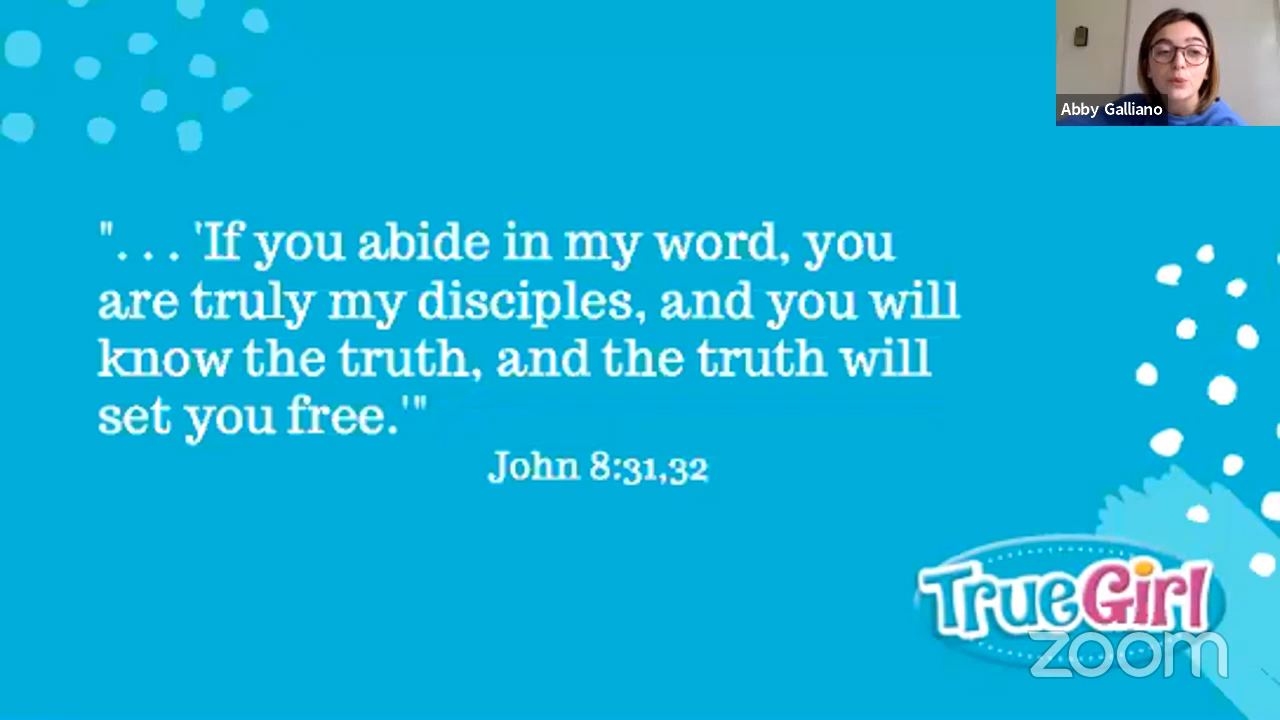 Abby Galliano
". . . 'If you abide in my word, you
are truly my disciples, and you will
know the truth, and the truth will
set you free.'"
John 8:31,32
TrueGirl
zoom